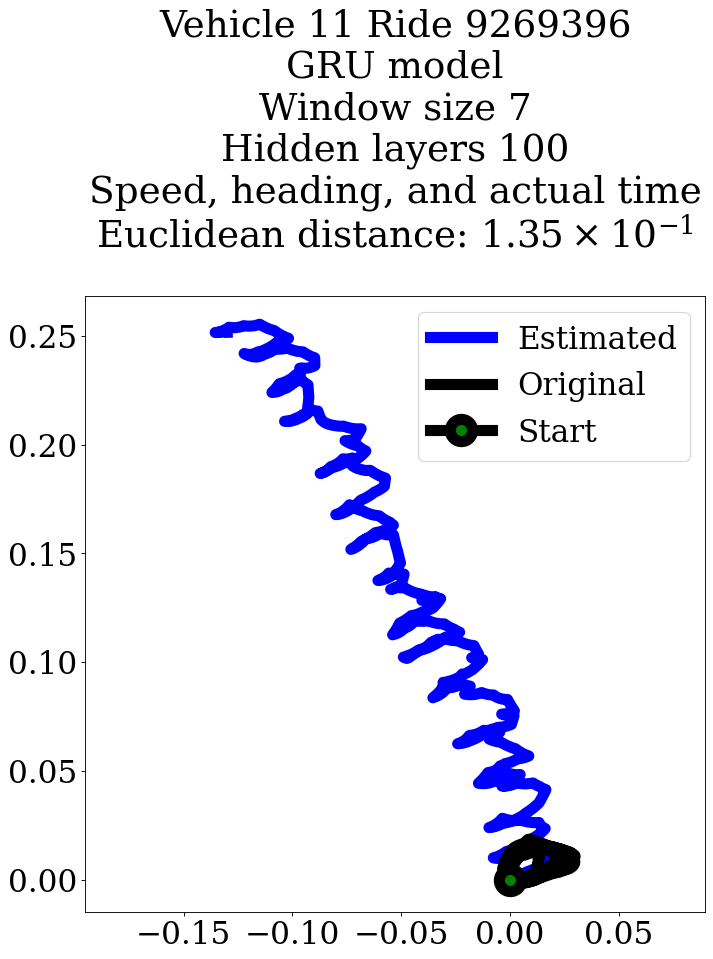 Vehicle 11 Ride 9269396
GRU model
Window size 7
Hidden layers 100
Speed, heading, and actual time
Euclidean distance: 1.35 × 10⁻¹
Estimated
Original
Start
0.25
0.20
0.15
0.10
0.05
0.00
−0.15 −0.10 −0.05 0.00 0.05